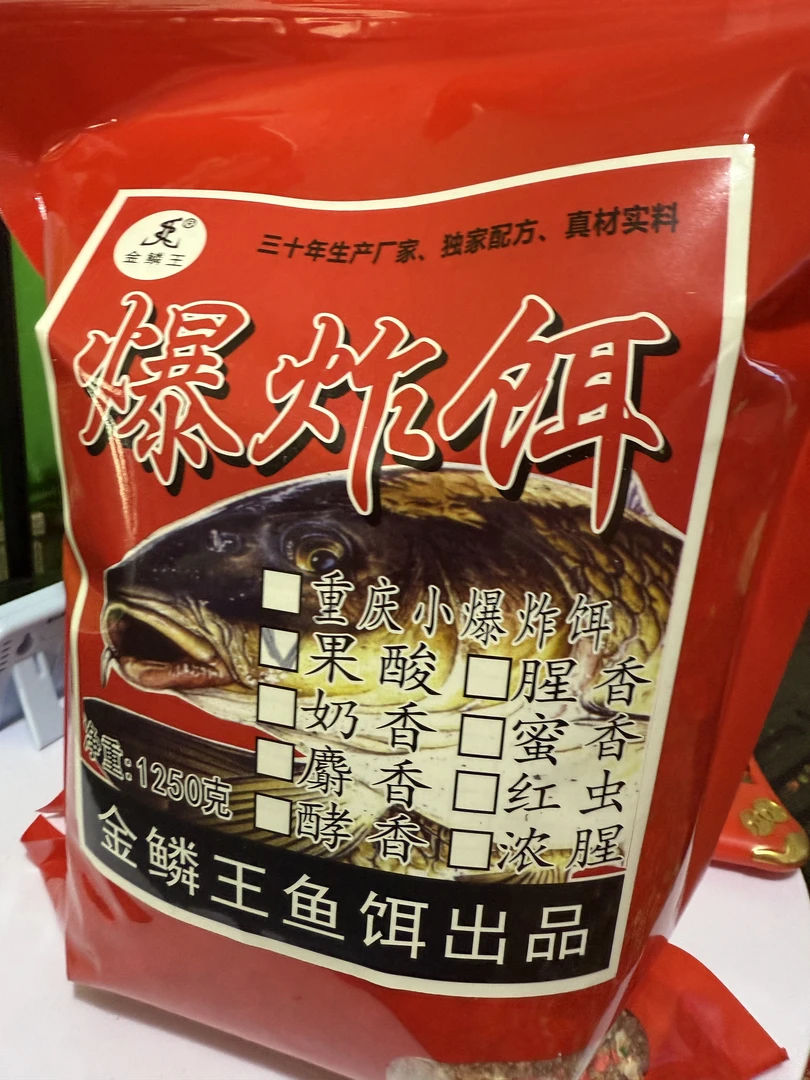 金鳞王®
三十年生产厂家、独家配方、真材实料
爆炸饵
重庆小爆炸饵
果酸 腥香
奶香 蜜香
麝香 红虫
酵香 浓腥
净重:1250克
金鳞王鱼饵出品